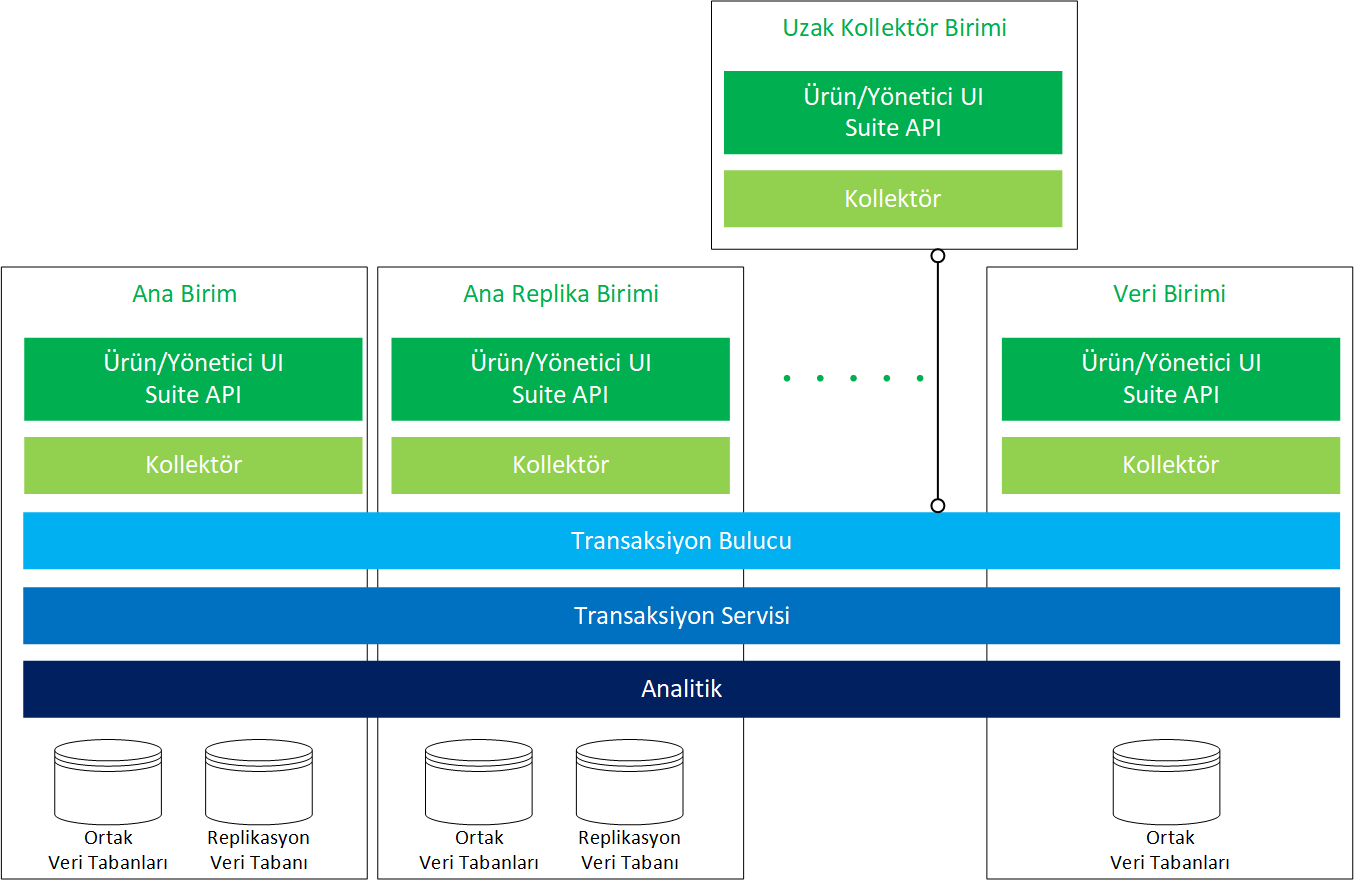 Uzak Kollektör Birimi
Ürün/Yönetici UI
Suite API
Kollektör
Ana Birim
Ürün/Yönetici UI
Suite API
Kollektör
Ana Replika Birimi
Ürün/Yönetici UI
Suite API
Kollektör
Veri Birimi
Ürün/Yönetici UI
Suite API
Kollektör
Transaksiyon Bulucu
Transaksiyon Servisi
Analitik
Ortak
Veri Tabanları
Replikasyon
Veri Tabanı
Ortak
Veri Tabanları
Replikasyon
Veri Tabanı
Ortak
Veri Tabanları